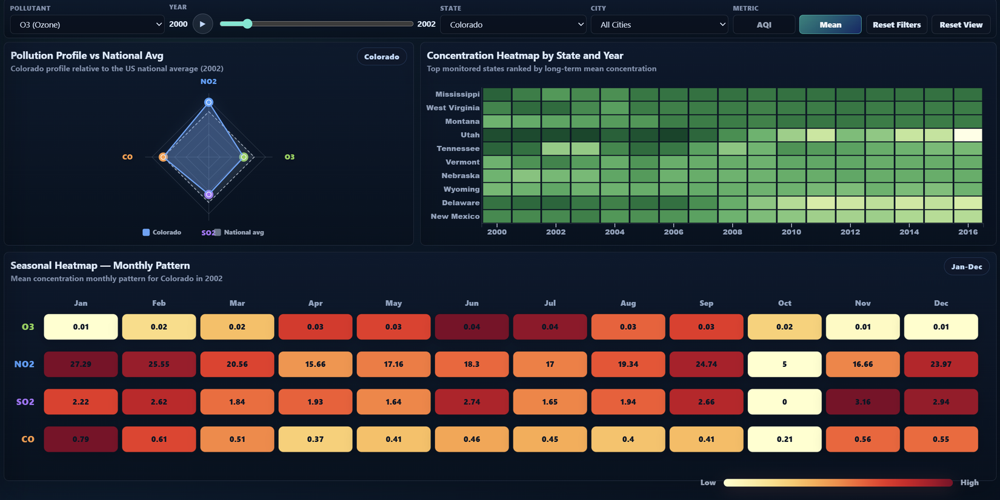 POLLUTANT YEAR STATE CITY METRIC
O3 (Ozone) 2000 2002 Colorado All Cities AQI Mean Reset Filters Reset View
Pollution Profile vs National Avg
Colorado
Colorado profile relative to the US national average (2002)
NO2
CO O3
Colorado SO2 National avg
Concentration Heatmap by State and Year
Top monitored states ranked by long-term mean concentration
Mississippi
West Virginia
Montana
Utah
Tennessee
Vermont
Nebraska
Wyoming
Delaware
New Mexico
2000 2002 2004 2006 2008 2010 2012 2014 2016
Seasonal Heatmap — Monthly Pattern
Jan-Dec
Mean concentration monthly pattern for Colorado in 2002
Jan Feb Mar Apr May Jun Jul Aug Sep Oct Nov Dec
O3 0.01 0.02 0.02 0.03 0.03 0.04 0.04 0.03 0.03 0.02 0.01 0.01
NO2 27.29 25.55 20.56 15.66 17.16 18.3 17 19.34 24.74 5 16.66 23.97
SO2 2.22 2.62 1.84 1.93 1.64 2.74 1.65 1.94 2.66 0 3.16 2.94
CO 0.79 0.61 0.51 0.37 0.41 0.46 0.45 0.4 0.41 0.21 0.56 0.55
Low High